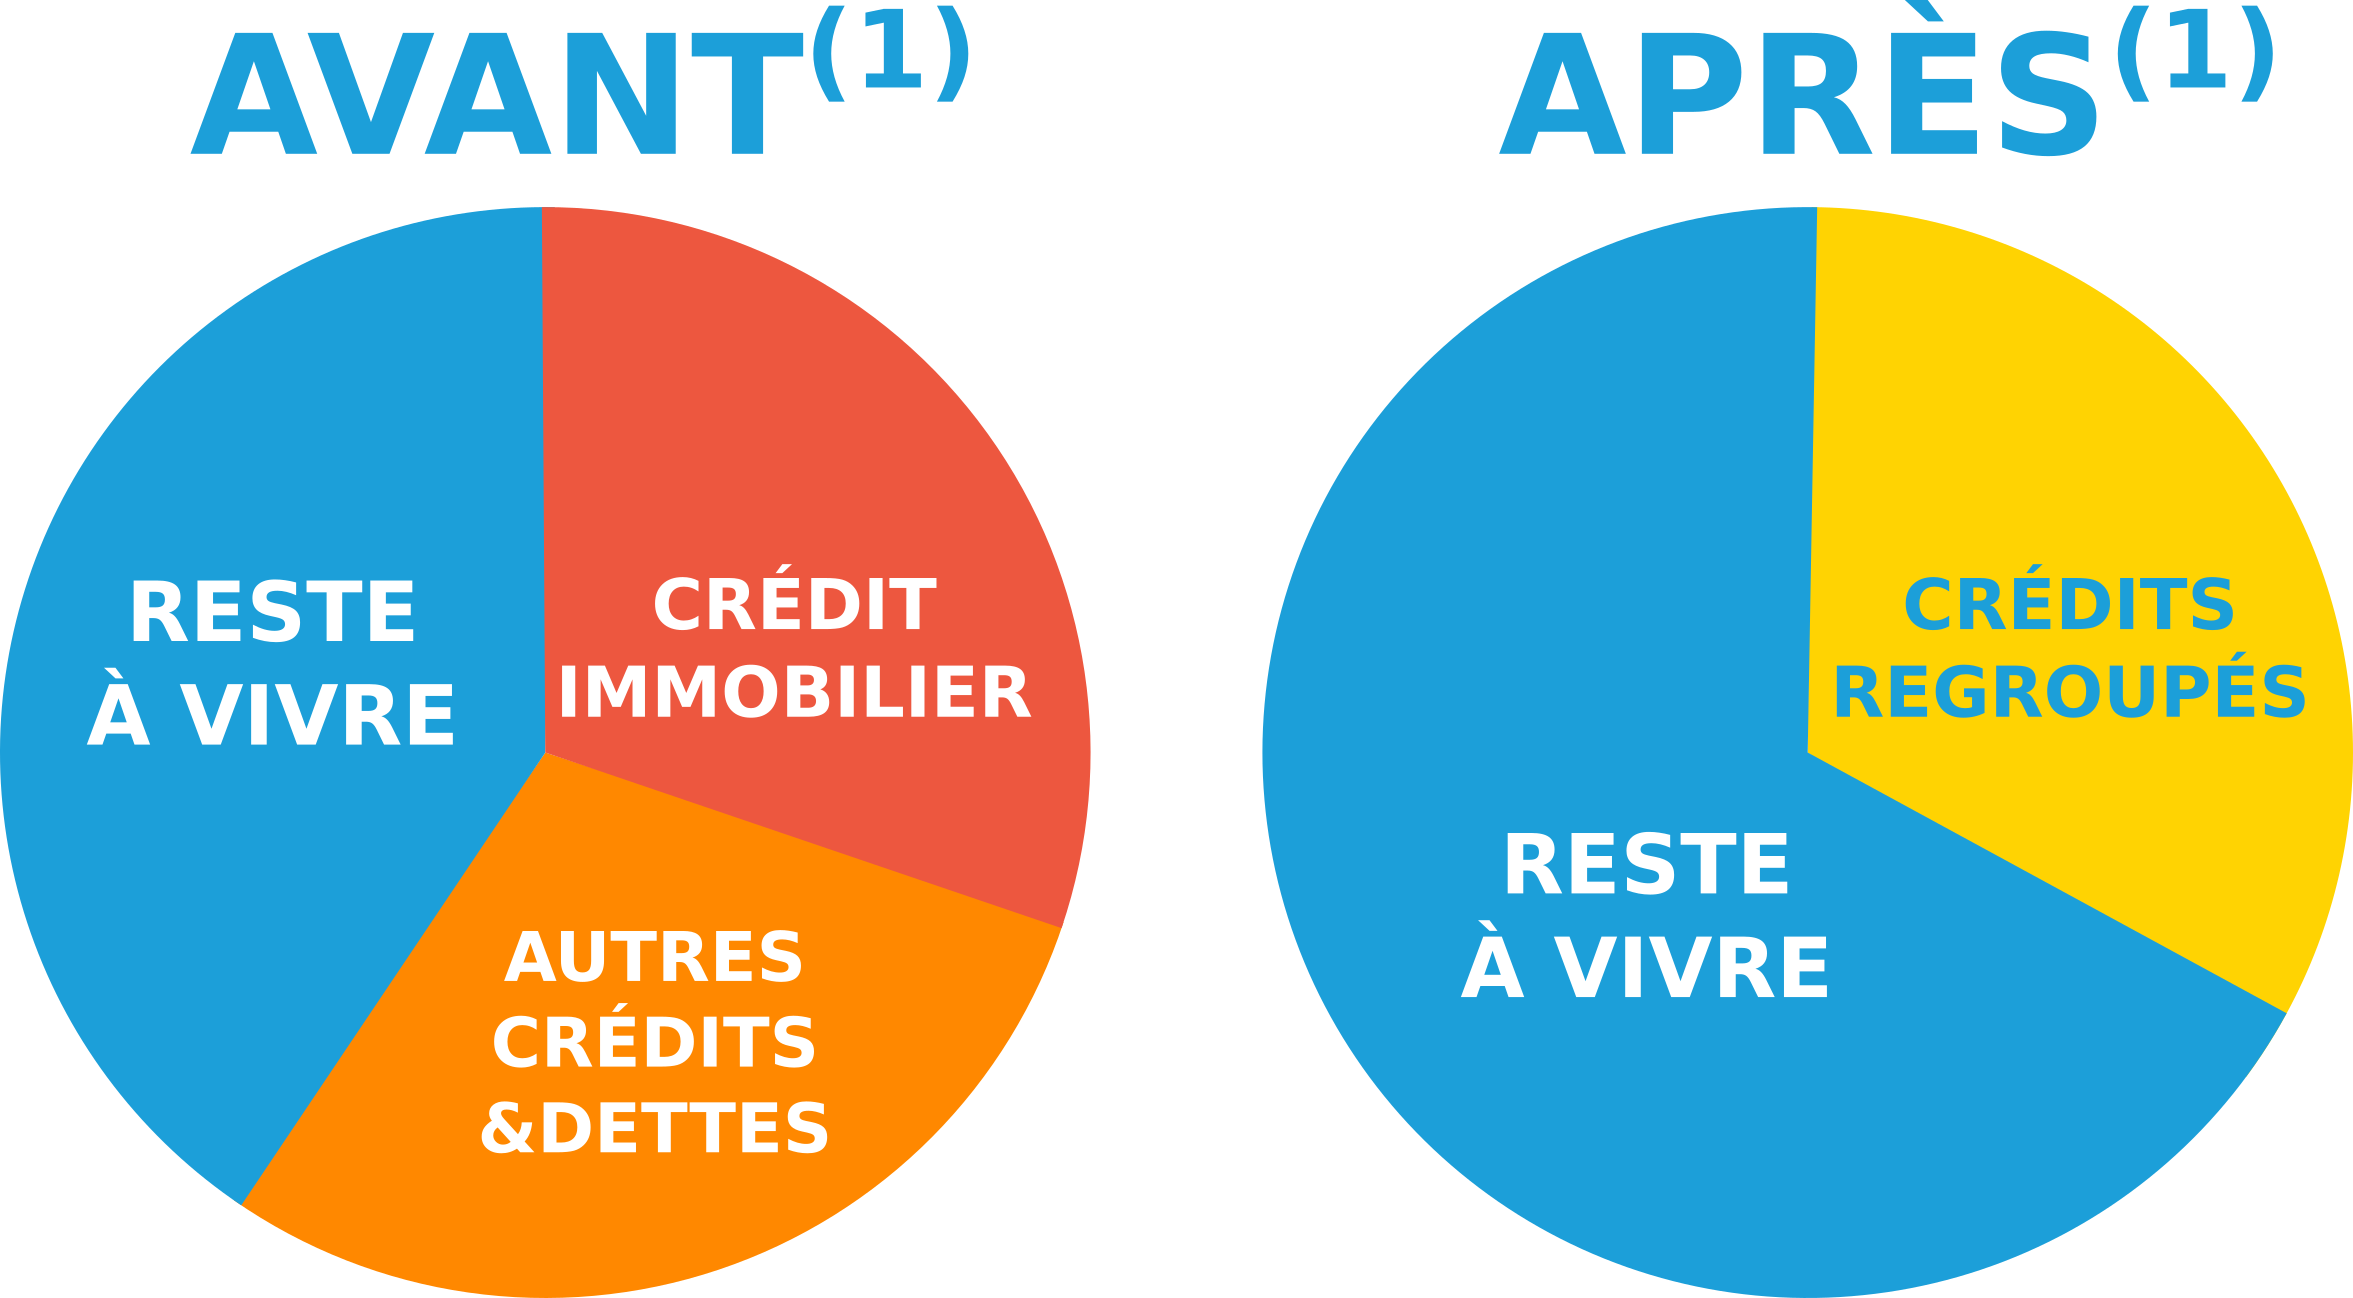 AVANT(1)
APRÈS(1)
RESTE
À VIVRE
CRÉDIT
IMMOBILIER
AUTRES
CRÉDITS
&DETTES
CRÉDITS
REGROUPÉS
RESTE
À VIVRE